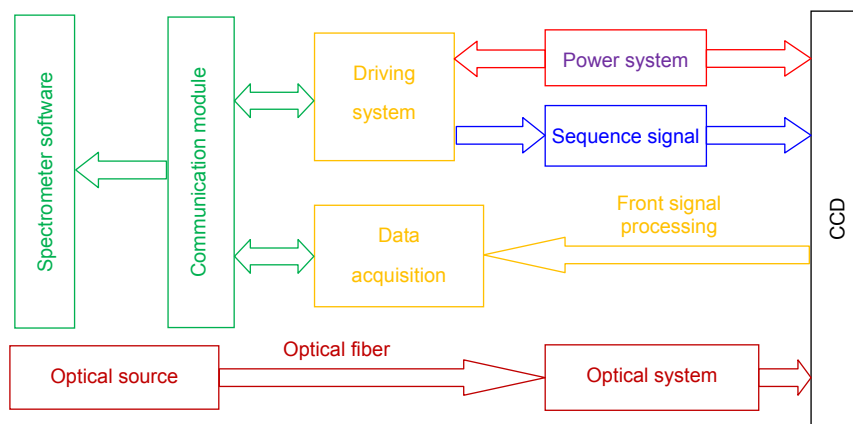 Spectrometer software
Communication module
Driving
system
Power system
Sequence signal
Front signal
processing
Data
acquisition
CCD
Optical source
Optical fiber
Optical system